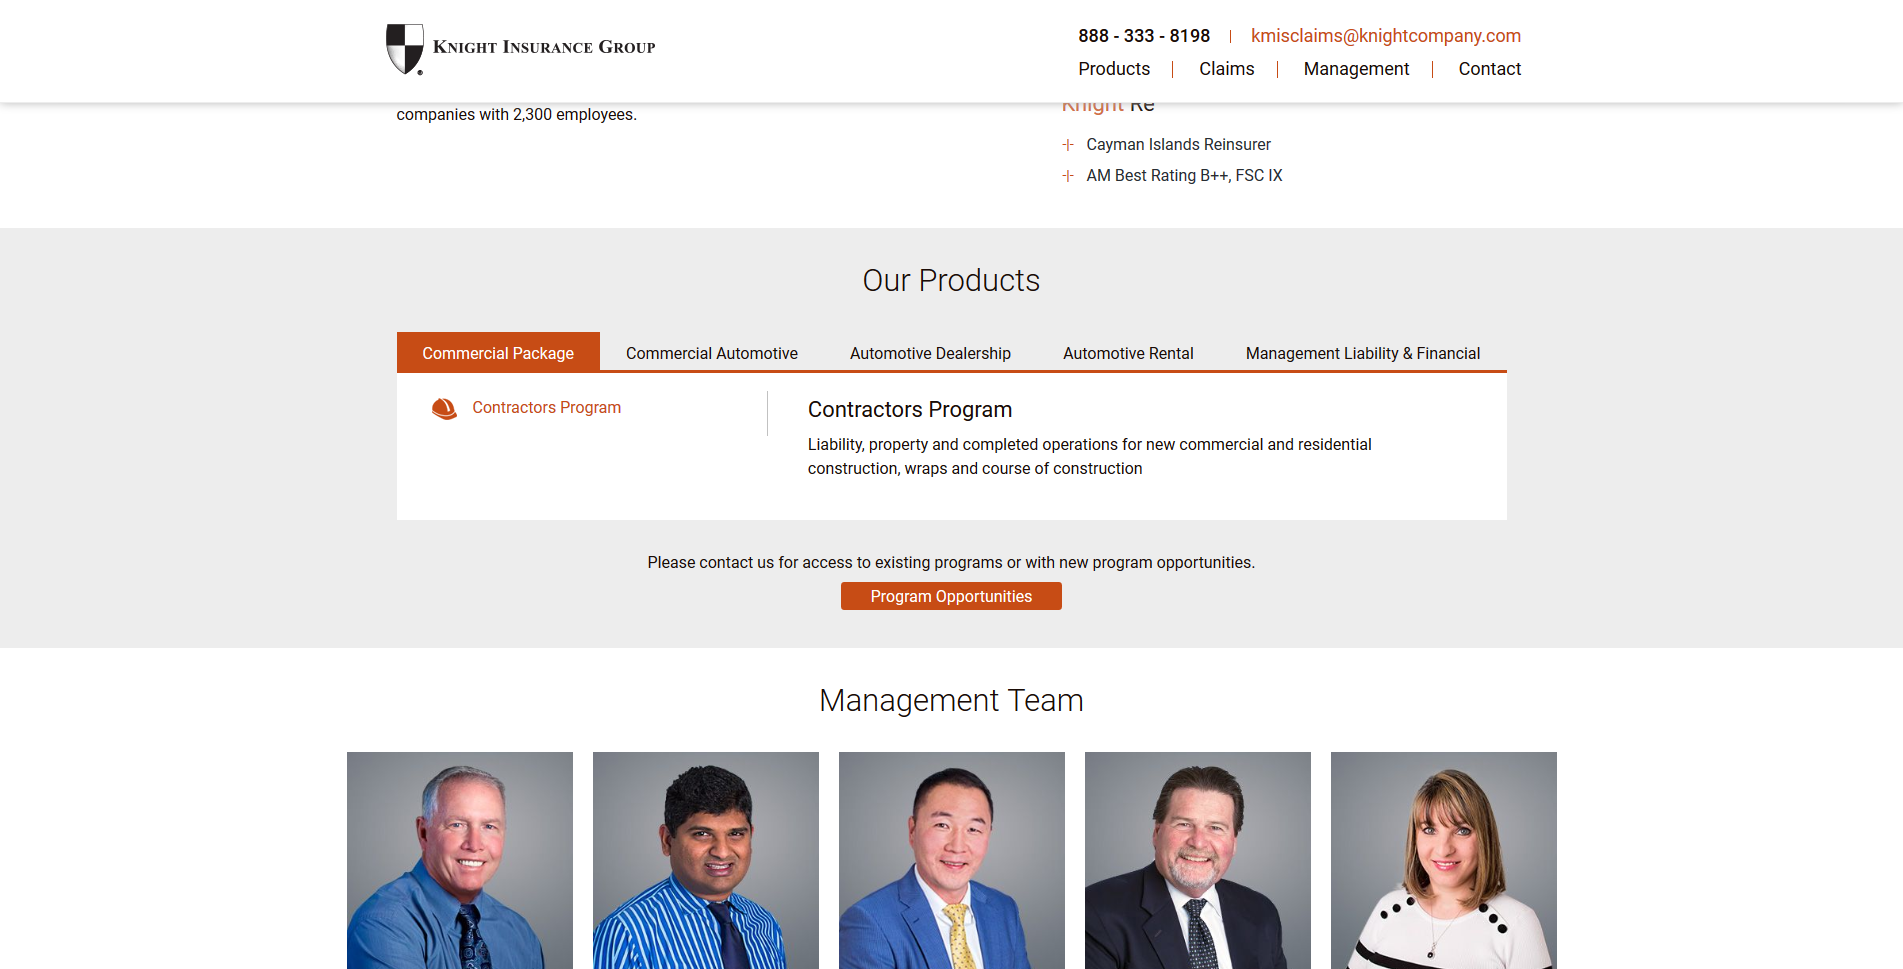 KNIGHT INSURANCE GROUP
888 - 333 - 8198
kmisclaims@knightcompany.com
Products
Claims
Management
Contact
companies with 2,300 employees.
Knight Re
Cayman Islands Reinsurer
AM Best Rating B++, FSC IX
Our Products
Commercial Package
Commercial Automotive
Automotive Dealership
Automotive Rental
Management Liability & Financial
Contractors Program
Contractors Program
Liability, property and completed operations for new commercial and residential
construction, wraps and course of construction
Please contact us for access to existing programs or with new program opportunities.
Program Opportunities
Management Team